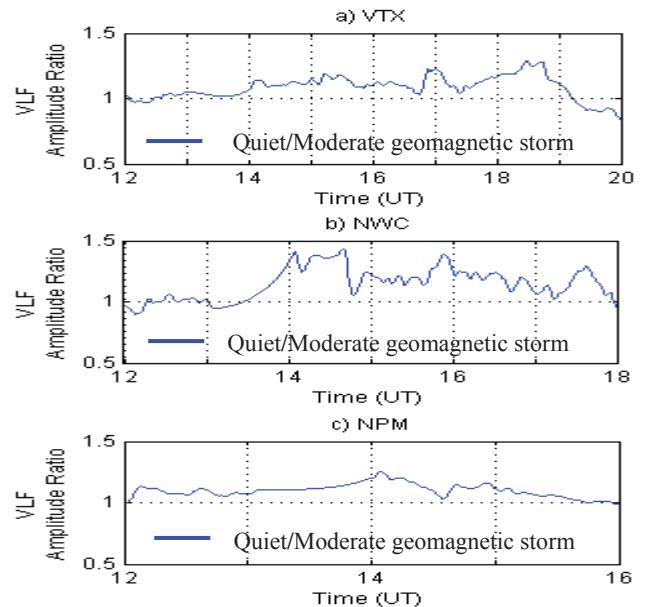 a) VTX
1.5
1
0.5
VLF
Amplitude Ratio
Quiet/Moderate geomagnetic storm
12 14 16 18 20
Time (UT)
b) NWC
1.5
1
0.5
VLF
Amplitude Ratio
Quiet/Moderate geomagnetic storm
12 14 16 18
Time (UT)
c) NPM
1.5
1
0.5
VLF
Amplitude Ratio
Quiet/Moderate geomagnetic storm
12 14 16
Time (UT)